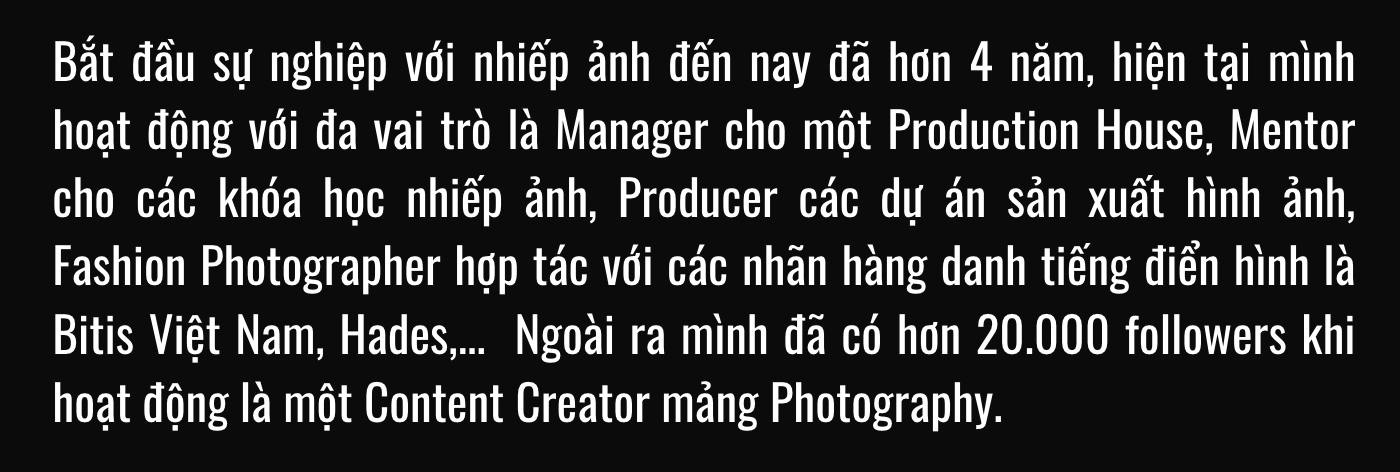 Bắt đầu sự nghiệp với nhiếp ảnh đến nay đã hơn 4 năm, hiện tại mình
hoạt động với đa vai trò là Manager cho một Production House, Mentor
cho các khóa học nhiếp ảnh, Producer các dự án sản xuất hình ảnh,
Fashion Photographer hợp tác với các nhãn hàng danh tiếng điển hình là
Bitis Việt Nam, Hades,...  Ngoài ra mình đã có hơn 20.000 followers khi
hoạt động là một Content Creator mảng Photography.